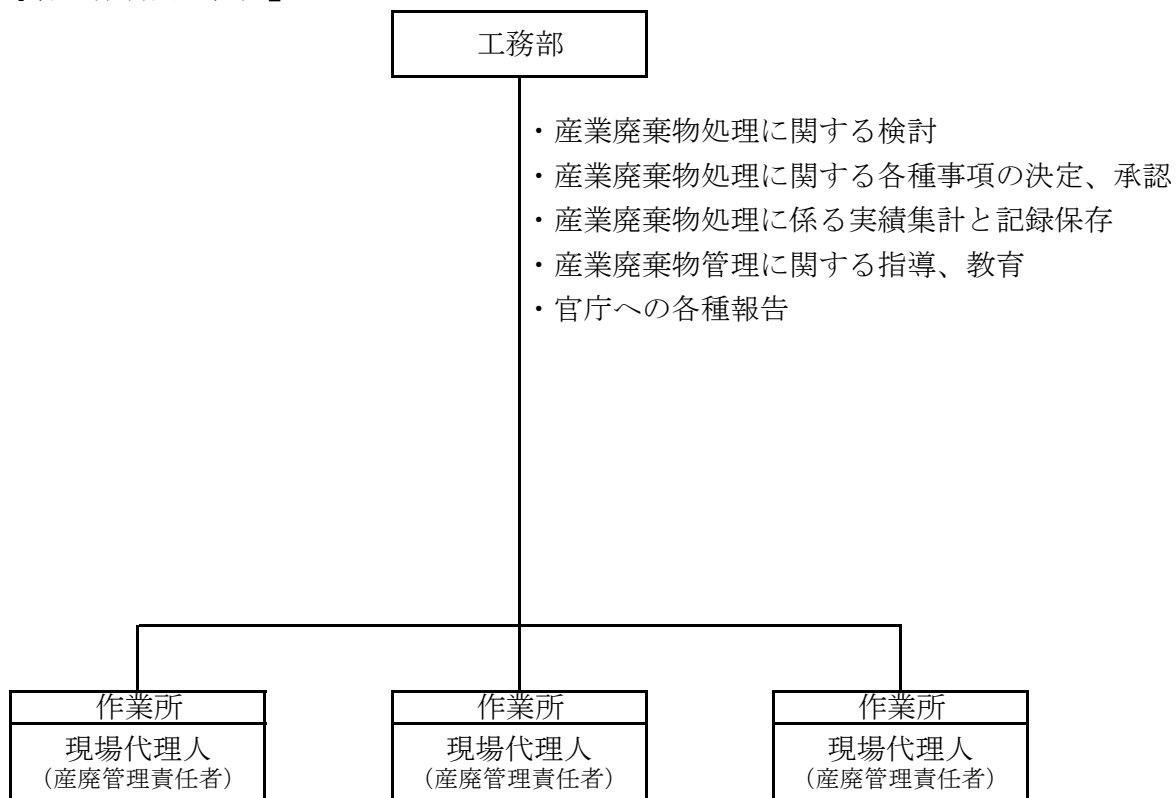 工務部
・産業廃棄物処理に関する検討
・産業廃棄物処理に関する各種事項の決定、承認
・産業廃棄物処理に係る実績集計と記録保存
・産業廃棄物管理に関する指導、教育
・官庁への各種報告
作業所
現場代理人
（産廃管理責任者）
作業所
現場代理人
（産廃管理責任者）
作業所
現場代理人
（産廃管理責任者）